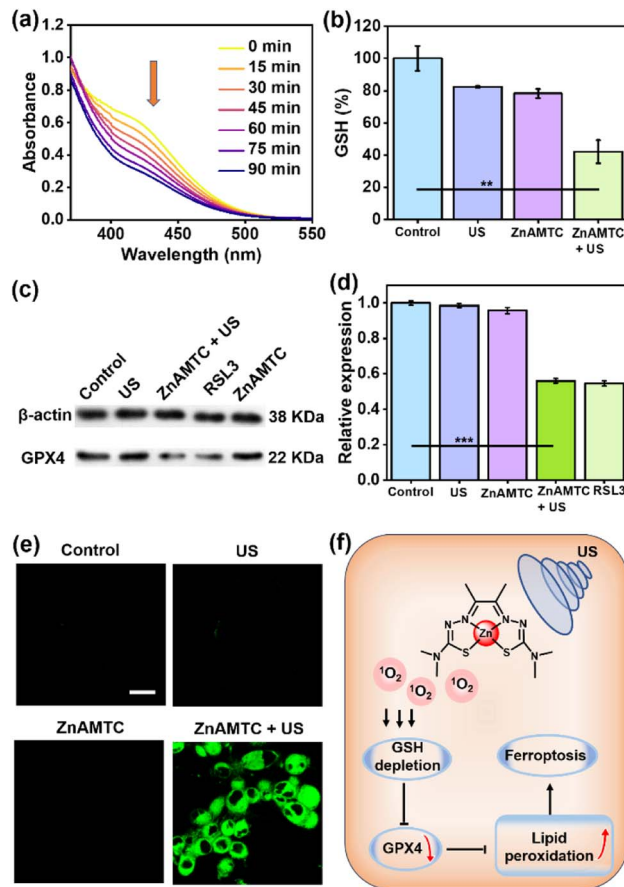 (a)
1.2
1.0
0.8
0.6
0.4
0.2
0.0
Absorbance
0 min
15 min
30 min
45 min
60 min
75 min
90 min
400 450 500 550
Wavelength (nm)
(b)
120
100
80
60
40
20
0
GSH (%)
**
Control US ZnAMTC ZnAMTC
+ US
(c)
Control US ZnAMTC + US RSL3 ZnAMTC
β-actin 38 KDa
GPX4 22 KDa
(d)
1.0
0.8
0.6
0.4
0.2
0.0
Relative expression
***
Control US ZnAMTC ZnAMTC RSL3
+ US
(e)
Control US
ZnAMTC ZnAMTC + US
(f)
US
N N N N
Zn
N S S N
¹O₂ ¹O₂ ¹O₂
GSH
depletion
Ferroptosis
GPX4
Lipid
peroxidation